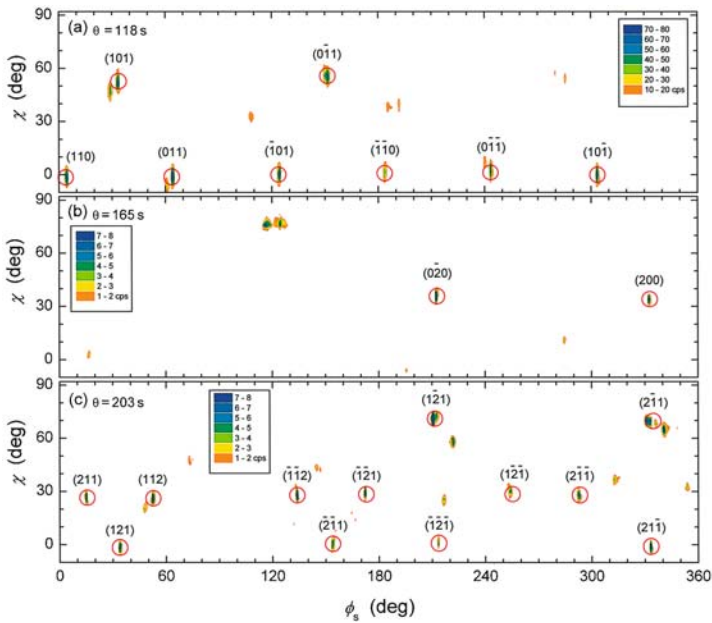 (a) θ = 118 s
70 - 80
60 - 70
50 - 60
40 - 50
30 - 40
20 - 30
10 - 20 cps
(101)
(01̄1)
(110)
(011)
(1̄01)
(1̄1̄0)
(01̄1̄)
(101̄)
90
60
30
0
χ (deg)
(b) θ = 165 s
7 - 8
6 - 7
5 - 6
4 - 5
3 - 4
2 - 3
1 - 2 cps
(02̄0)
(200)
90
60
30
0
χ (deg)
(c) θ = 203 s
7 - 8
6 - 7
5 - 6
4 - 5
3 - 4
2 - 3
1 - 2 cps
(12̄1)
(21̄1)
(211)
(112)
(1̄1̄2)
(1̄2̄1)
(12̄1̄)
(21̄1̄)
(121)
(2̄1̄1)
(1̄2̄1̄)
(211̄)
90
60
30
0
χ (deg)
0 60 120 180 240 300 360
ϕs (deg)